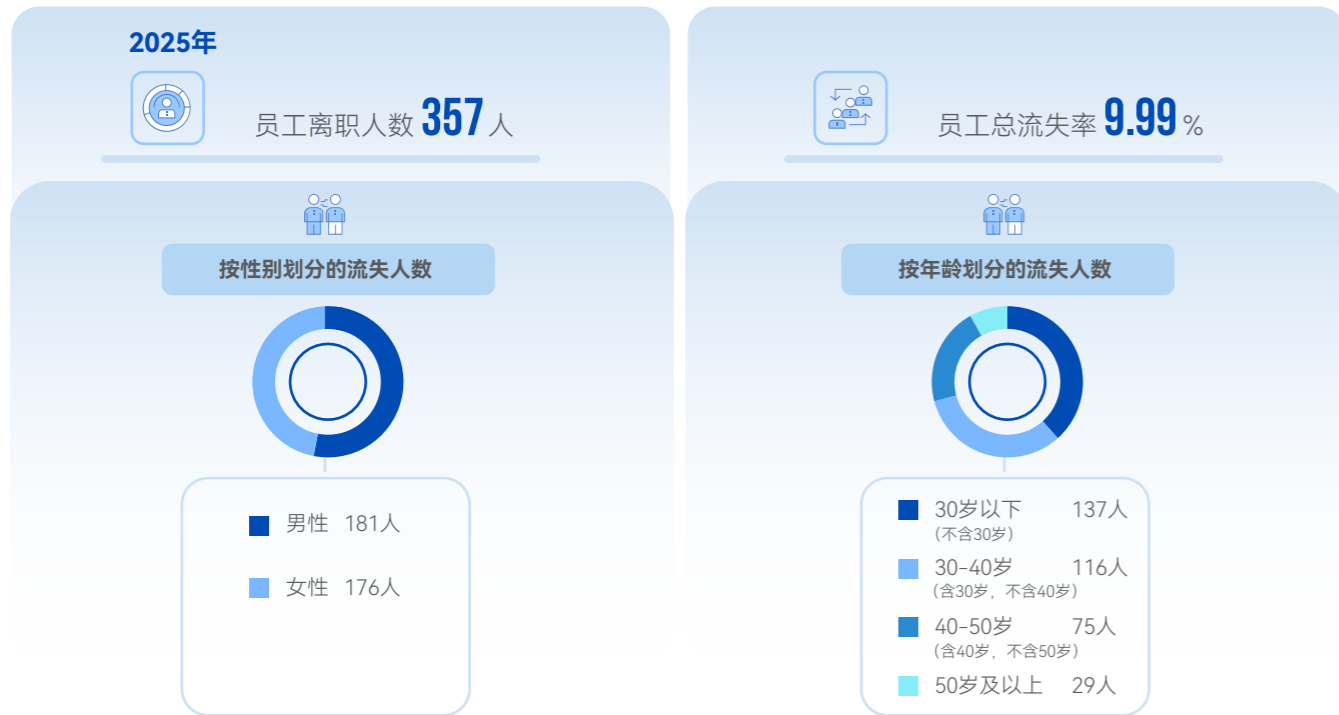 2025年
员工离职人数 357 人
员工总流失率 9.99 %
按性别划分的流失人数
男性 181人
女性 176人
按年龄划分的流失人数
30岁以下 137人
(不含30岁)
30-40岁 116人
(含30岁，不含40岁)
40-50岁 75人
(含40岁，不含50岁)
50岁及以上 29人